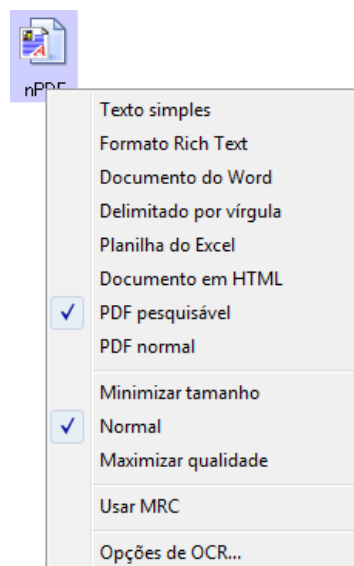 nPDF
Texto simples
Formato Rich Text
Documento do Word
Delimitado por vírgula
Planilha do Excel
Documento em HTML
PDF pesquisável
PDF normal
Minimizar tamanho
Normal
Maximizar qualidade
Usar MRC
Opções de OCR...